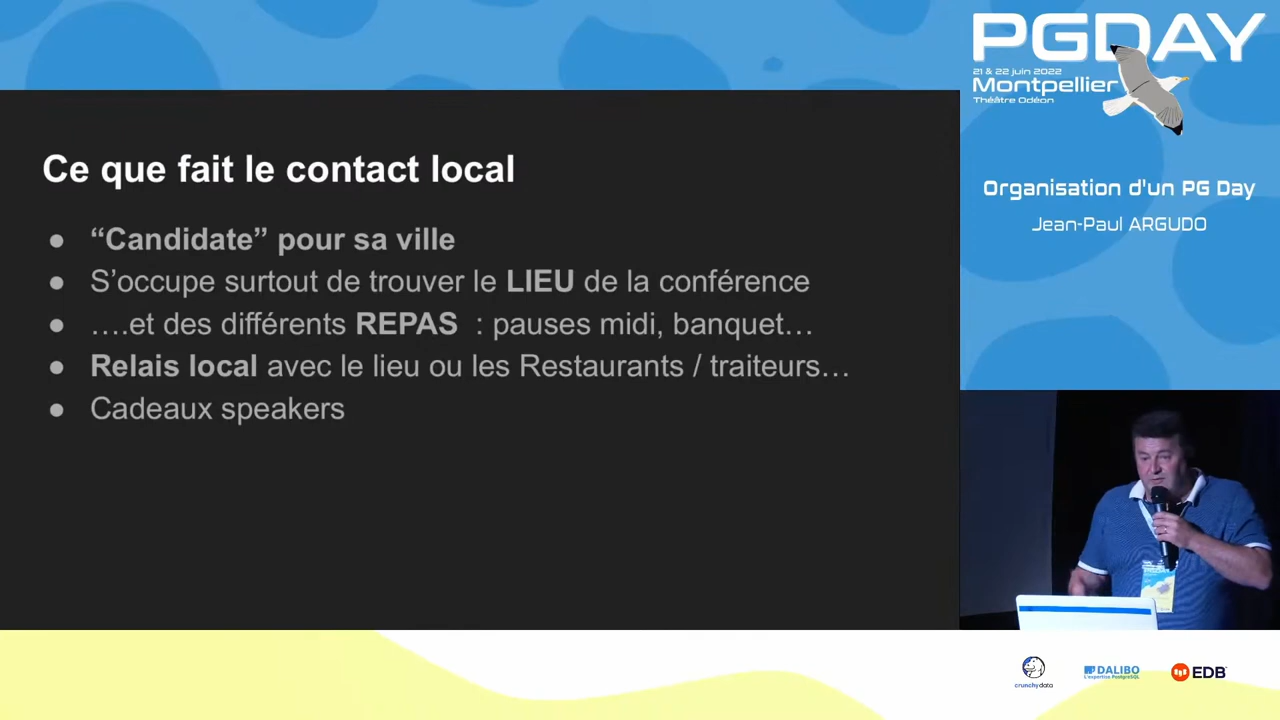 Ce que fait le contact local
● “Candidate” pour sa ville
● S’occupe surtout de trouver le LIEU de la conférence
● ….et des différents REPAS : pauses midi, banquet…
● Relais local avec le lieu ou les Restaurants / traiteurs…
● Cadeaux speakers
PGDAY
21 & 22 juin 2022
Montpellier
Théâtre Odéon
Organisation d'un PG Day
Jean-Paul ARGUDO
crunchydata
DALIBO
L'expertise PostgreSQL
EDB